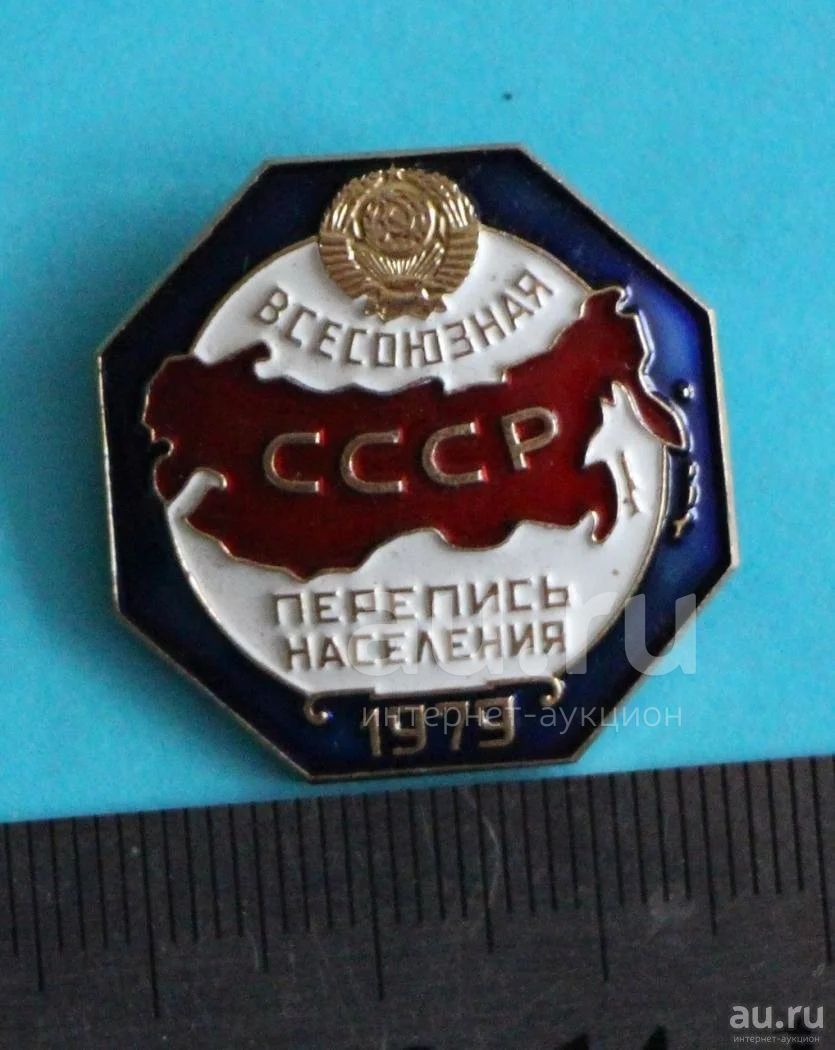 ВСЕСОЮЗНАЯ
СССР
ПЕРЕПИСЬ
НАСЕЛЕНИЯ
1979
au.ru
интернет-аукцион
au.ru
интернет-аукцион